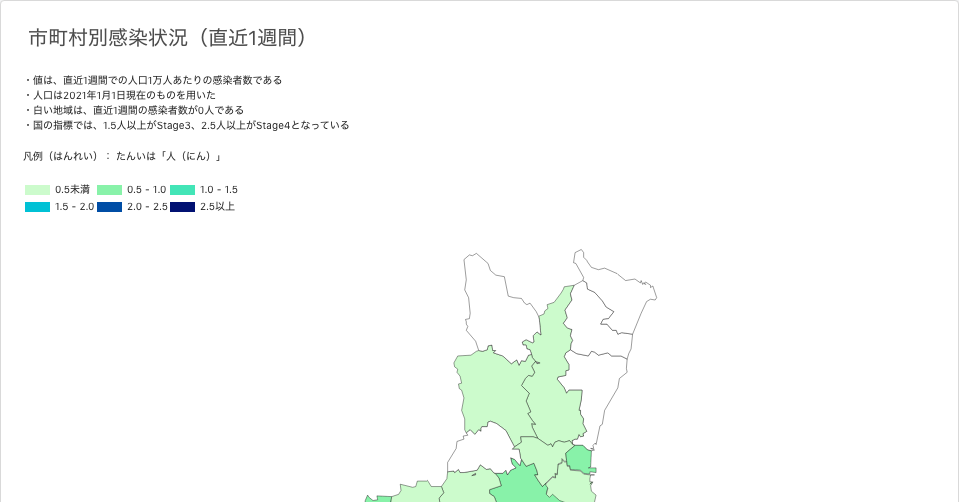 市町村別感染状況（直近1週間）
・値は、直近1週間での人口1万人あたりの感染者数である
・人口は2021年1月1日現在のものを用いた
・白い地域は、直近1週間の感染者数が0人である
・国の指標では、1.5人以上がStage3、2.5人以上がStage4となっている
凡例（はんれい）： たんいは「人（にん）」
0.5未満 0.5 - 1.0 1.0 - 1.5
1.5 - 2.0 2.0 - 2.5 2.5以上